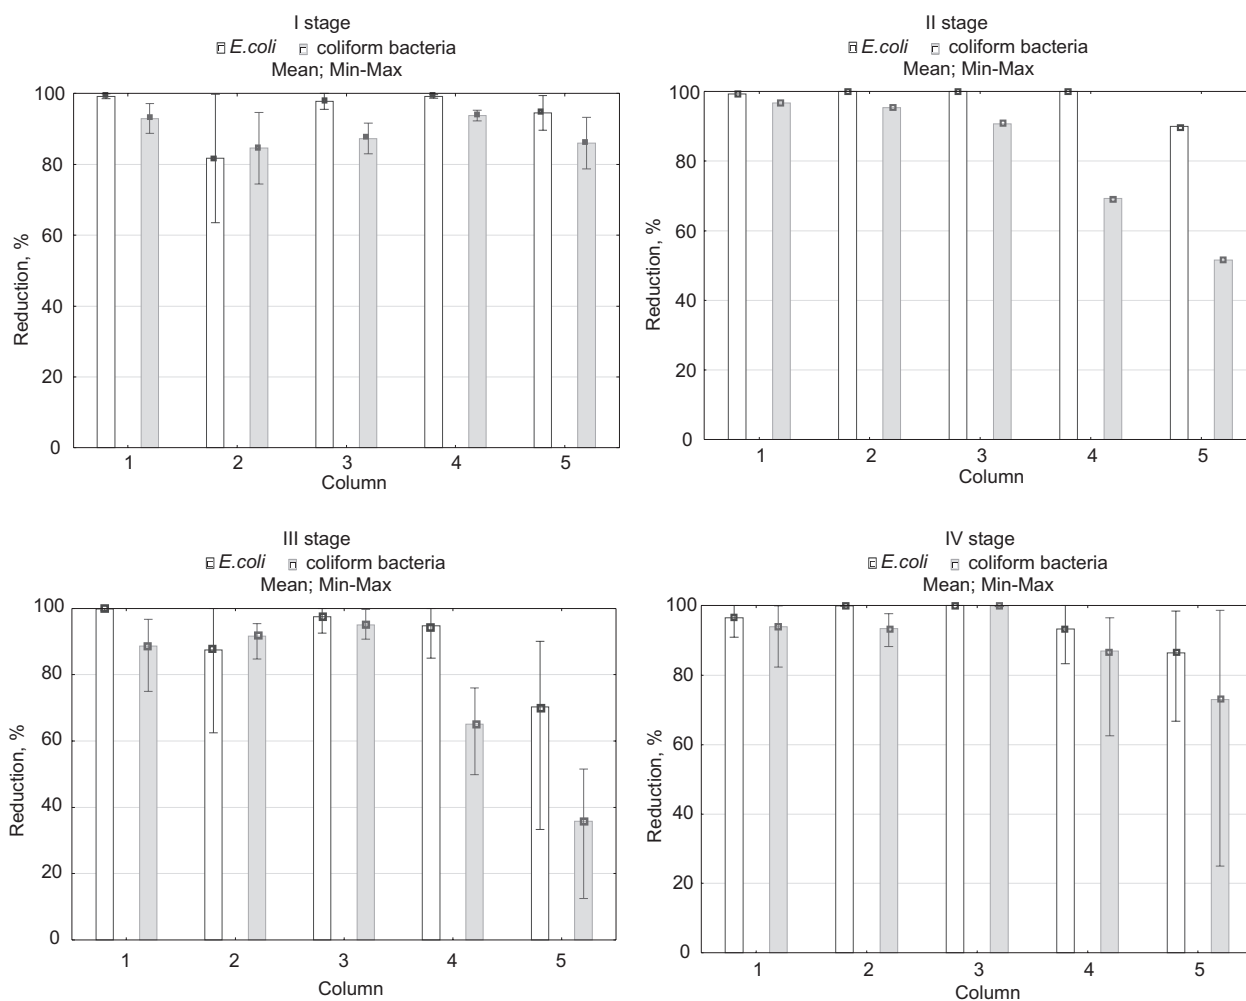 I stage
E.coli coliform bacteria
Mean; Min-Max
Reduction, %
100
80
60
40
20
0
1 2 3 4 5
Column
II stage
E.coli coliform bacteria
Mean; Min-Max
Reduction, %
100
80
60
40
20
0
1 2 3 4 5
Column
III stage
E.coli coliform bacteria
Mean; Min-Max
Reduction, %
100
80
60
40
20
0
1 2 3 4 5
Column
IV stage
E.coli coliform bacteria
Mean; Min-Max
Reduction, %
100
80
60
40
20
0
1 2 3 4 5
Column